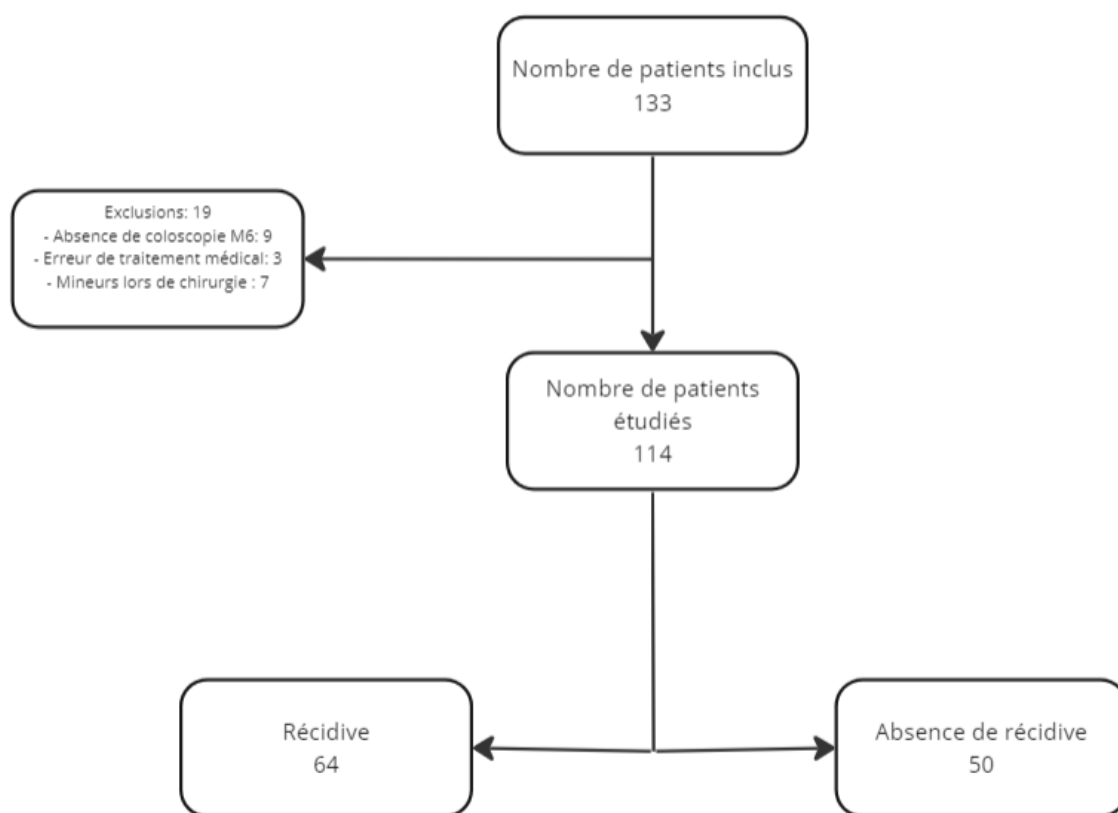 Nombre de patients inclus
133
Exclusions: 19
- Absence de coloscopie M6: 9
- Erreur de traitement médical: 3
- Mineurs lors de chirurgie : 7
Nombre de patients
étudiés
114
Récidive
64
Absence de récidive
50